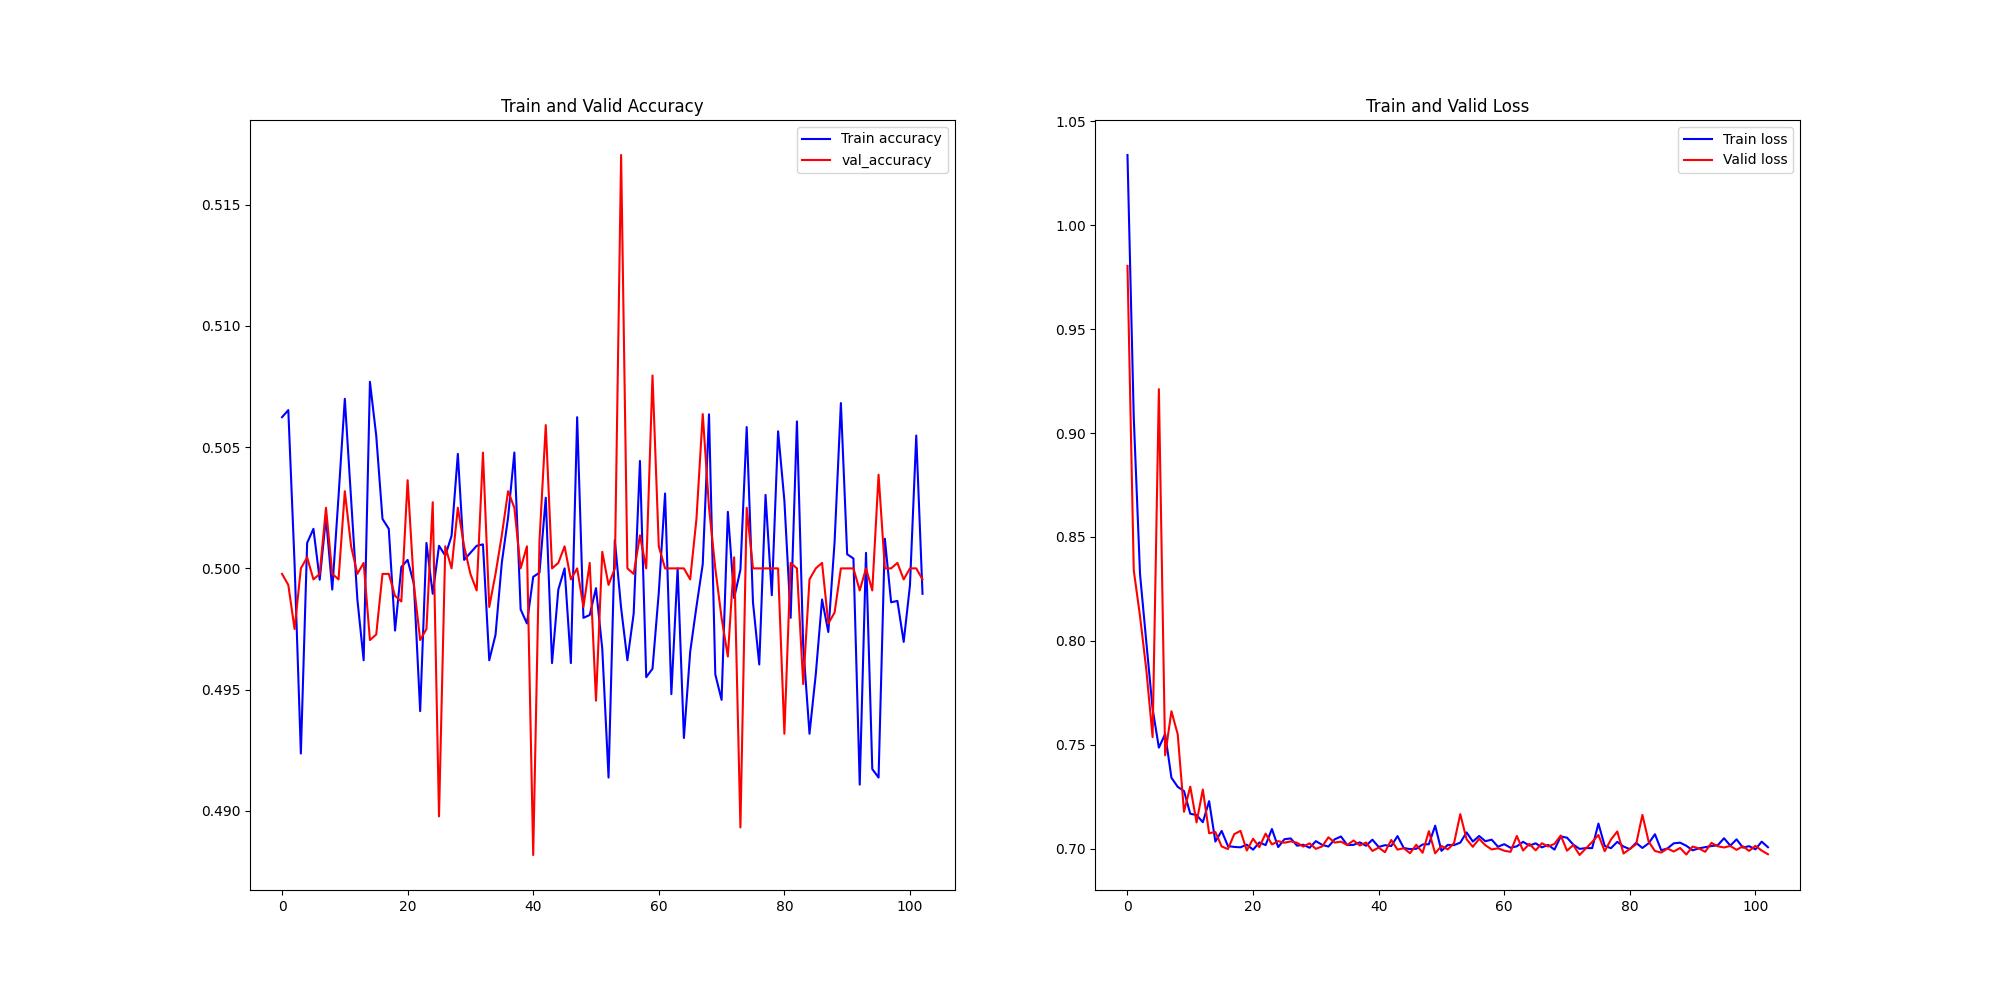 Train and Valid Accuracy
Train accuracy
val_accuracy
0.515
0.510
0.505
0.500
0.495
0.490
0 20 40 60 80 100
Train and Valid Loss
Train loss
Valid loss
1.05
1.00
0.95
0.90
0.85
0.80
0.75
0.70
0 20 40 60 80 100